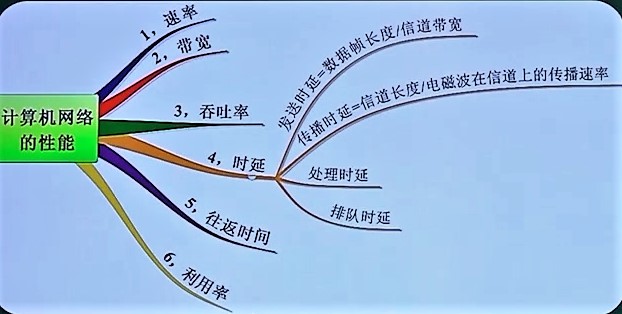 计算机网络
的性能
1，速率
2，带宽
3，吞吐率
4，时延
发送时延=数据帧长度/信道带宽
传播时延=信道长度/电磁波在信道上的传播速率
处理时延
排队时延
5，往返时间
6，利用率